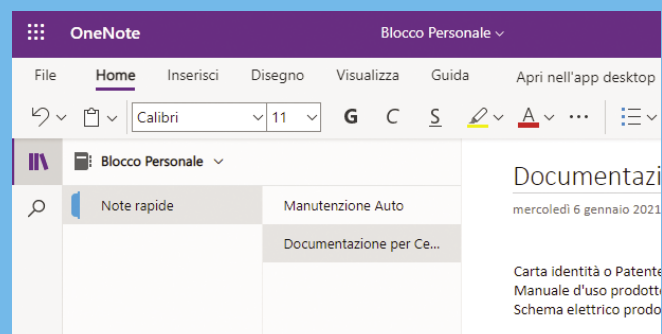 OneNote Blocco Personale
File Home Inserisci Disegno Visualizza Guida Apri nell'app desktop
Calibri 11 G C S A ...
Blocco Personale
Note rapide
Manutenzione Auto
Documentazione per Ce...
Documentazi
mercoledì 6 gennaio 2021
Carta identità o Patente
Manuale d'uso prodott
Schema elettrico prodo